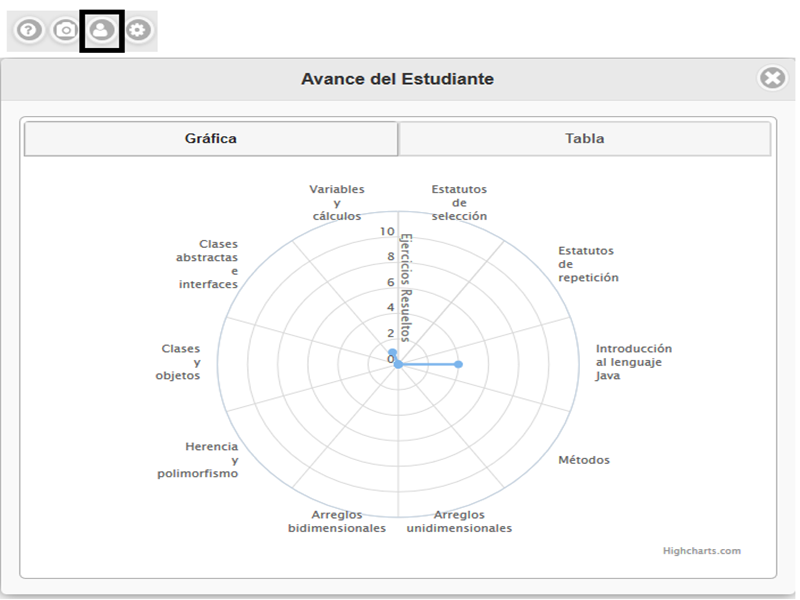 ?
Avance del Estudiante
Gráfica
Tabla
Variables
y
cálculos
Estatutos
de
selección
Clases
abstractas
e
interfaces
Estatutos
de
repetición
10
8
6
4
2
0
Ejercicios Resueltos
Clases
y
objetos
Introducción
al lenguaje
Java
Herencia
y
polimorfismo
Métodos
Arreglos
bidimensionales
Arreglos
unidimensionales
Highcharts.com